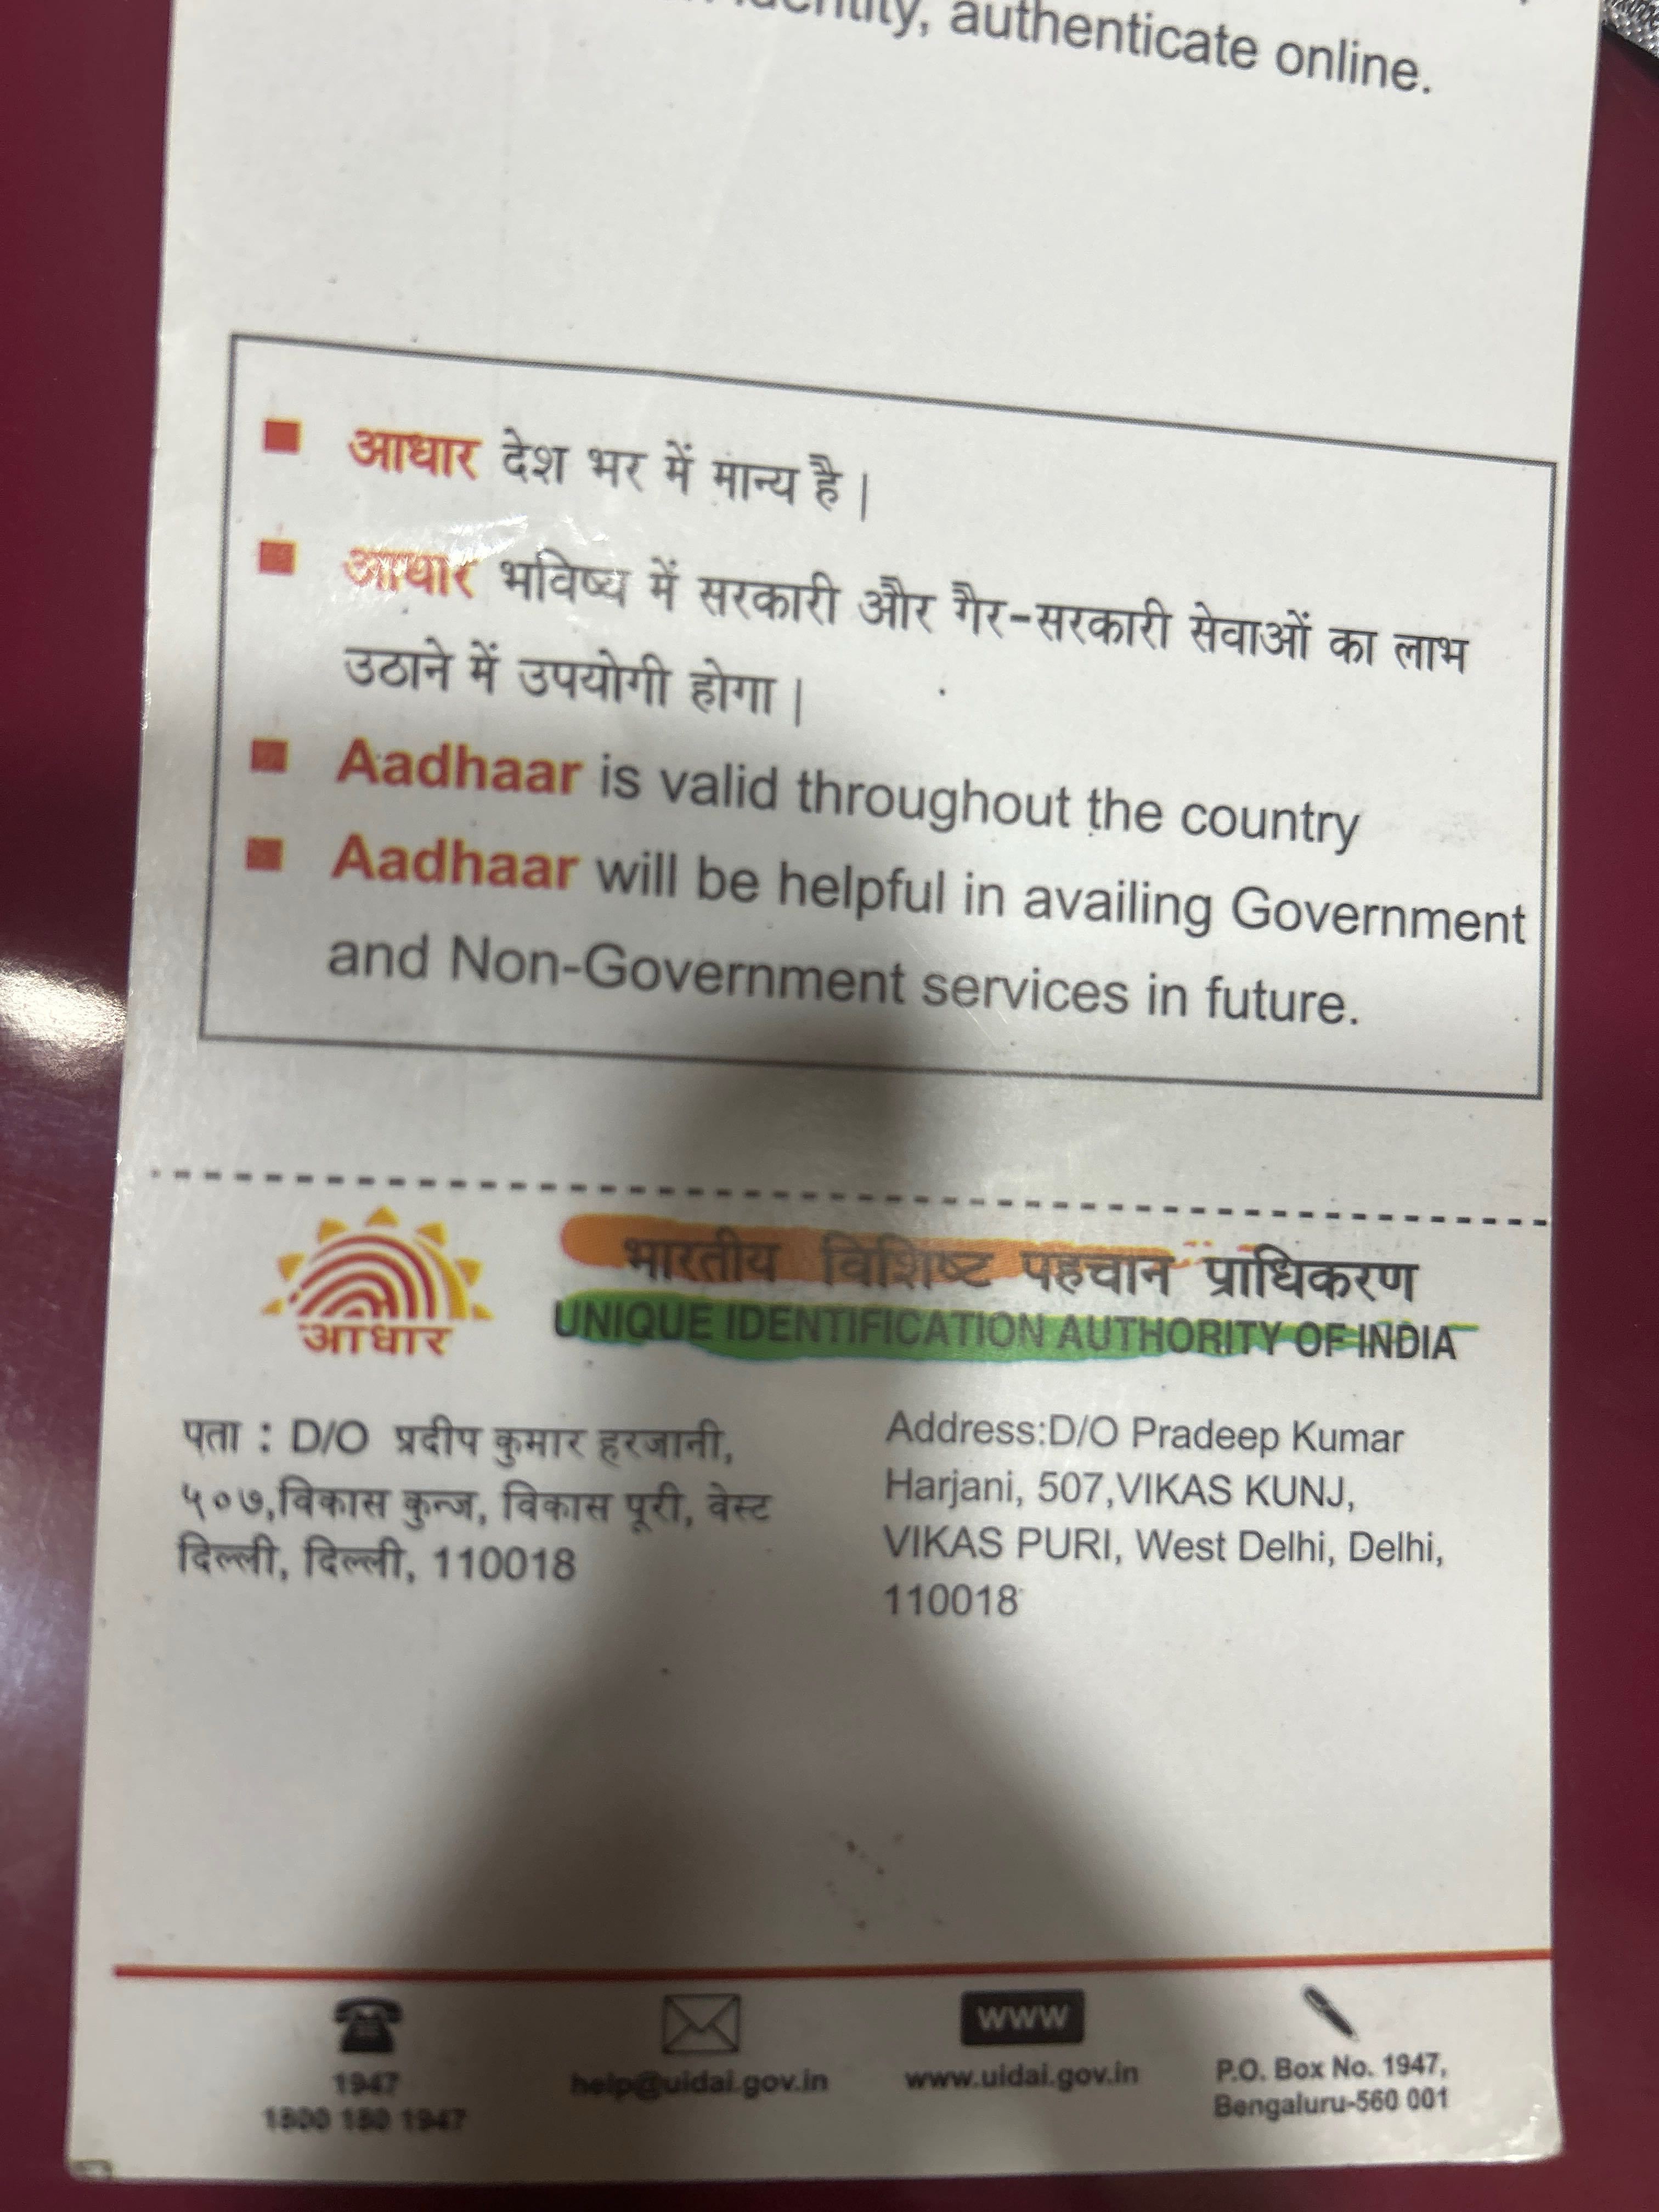 identity, authenticate online.
आधार देश भर में मान्य है।
आधार भविष्य में सरकारी और गैर-सरकारी सेवाओं का लाभ
उठाने में उपयोगी होगा।
Aadhaar is valid throughout the country
Aadhaar will be helpful in availing Government
and Non-Government services in future.
आधार
भारतीय विशिष्ट पहचान प्राधिकरण
UNIQUE IDENTIFICATION AUTHORITY OF INDIA
पता : D/O प्रदीप कुमार हरजानी,
५०७,विकास कुन्ज, विकास पूरी, वेस्ट
दिल्ली, दिल्ली, 110018
Address:D/O Pradeep Kumar
Harjani, 507,VIKAS KUNJ,
VIKAS PURI, West Delhi, Delhi,
110018
www
1947
1800 180 1947
help@uidai.gov.in
www.uidai.gov.in
P.O. Box No. 1947,
Bengaluru-560 001